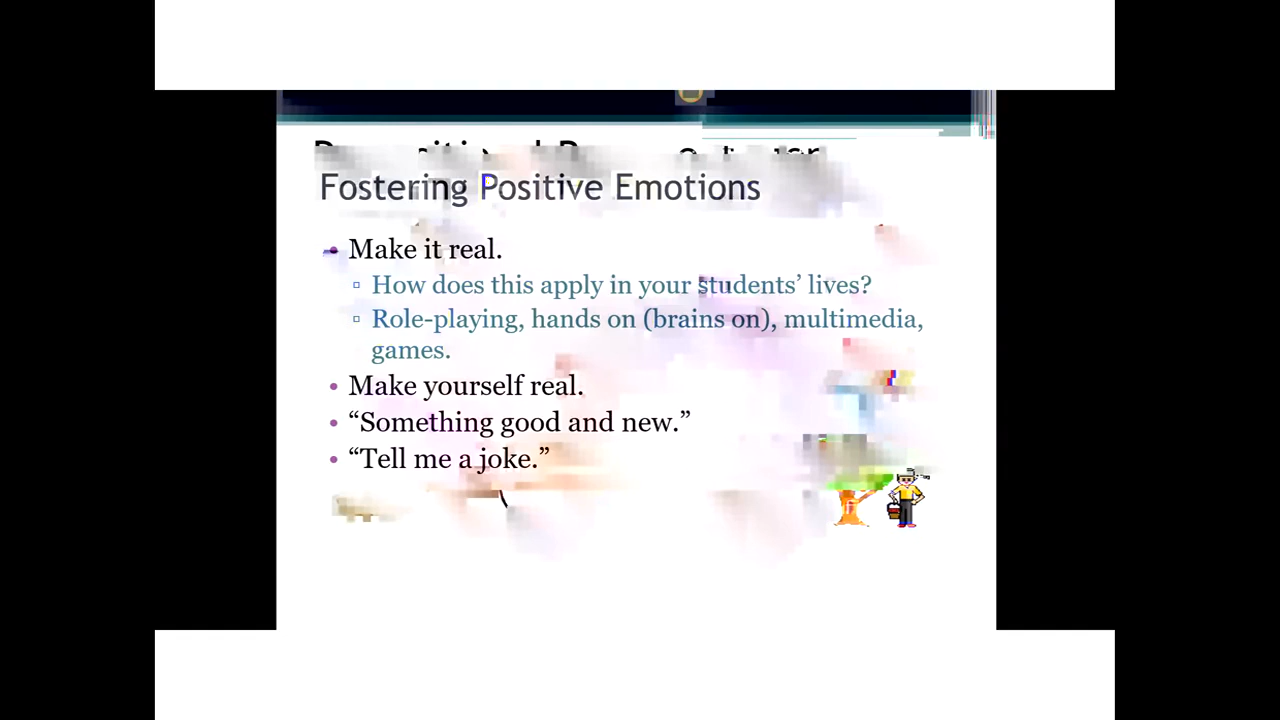 Fostering Positive Emotions
• Make it real.
▫ How does this apply in your students’ lives?
▫ Role-playing, hands on (brains on), multimedia,
games.
• Make yourself real.
• “Something good and new.”
• “Tell me a joke.”